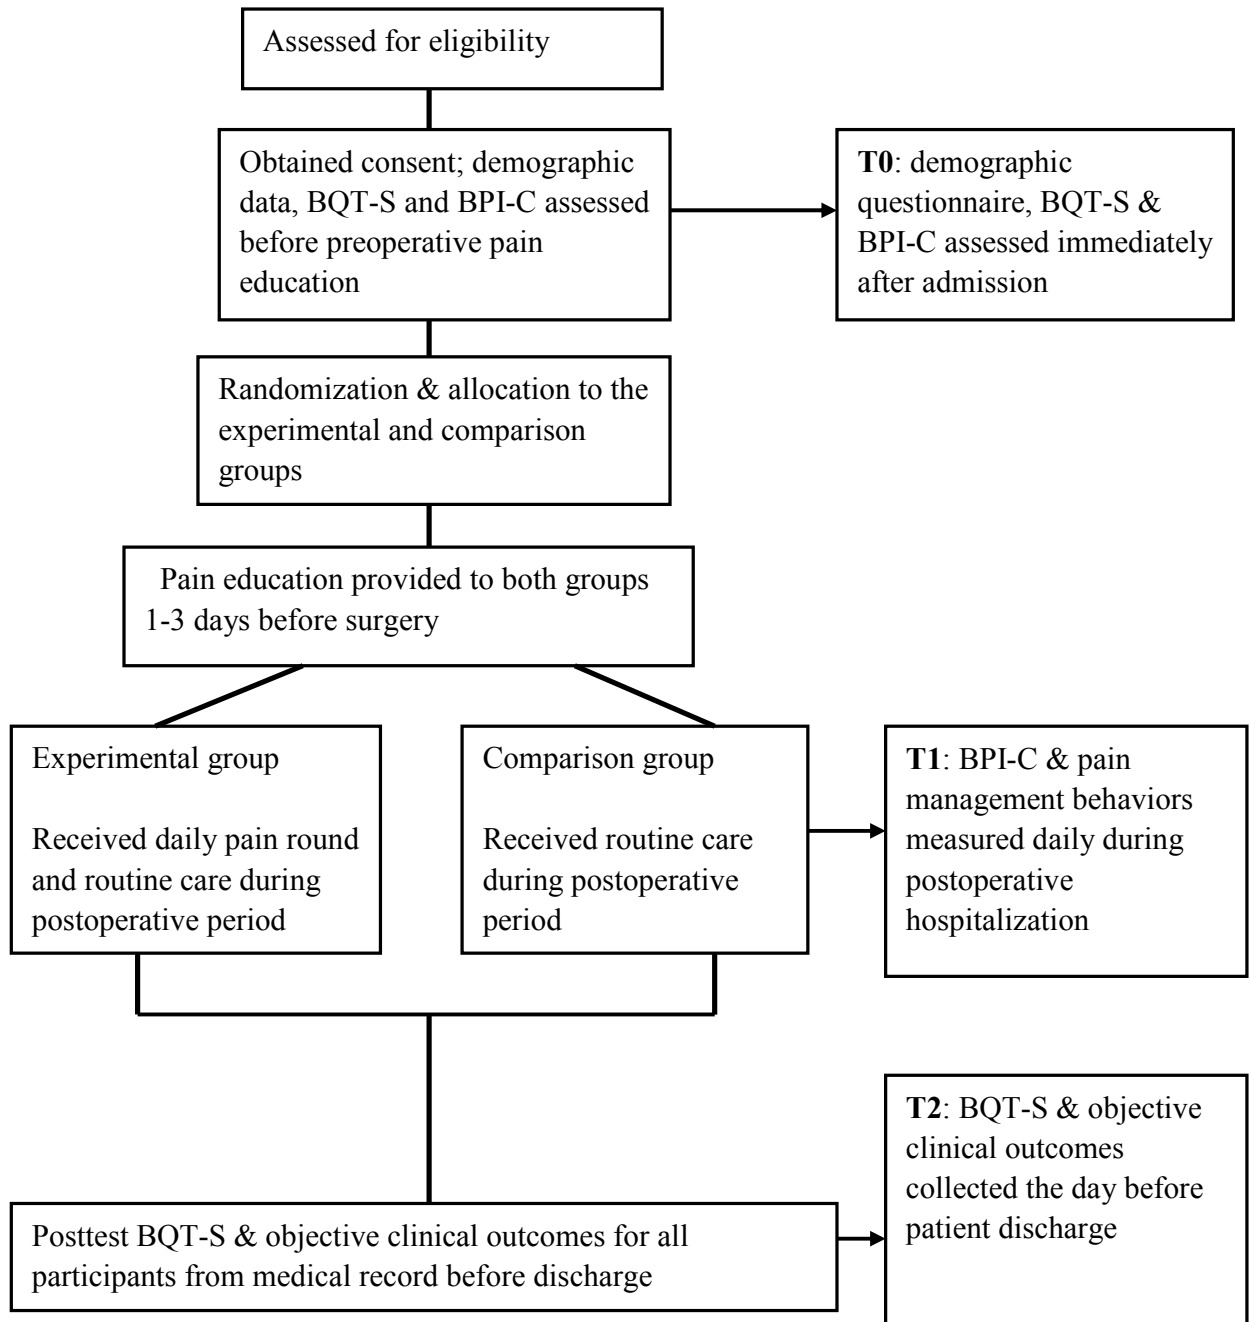 Assessed for eligibility
Obtained consent; demographic
data, BQT-S and BPI-C assessed
before preoperative pain
education
T0: demographic
questionnaire, BQT-S &
BPI-C assessed immediately
after admission
Randomization & allocation to the
experimental and comparison
groups
Pain education provided to both groups
1-3 days before surgery
Experimental group
Received daily pain round
and routine care during
postoperative period
Comparison group
Received routine care
during postoperative
period
T1: BPI-C & pain
management behaviors
measured daily during
postoperative
hospitalization
T2: BQT-S & objective
clinical outcomes
collected the day before
patient discharge
Posttest BQT-S & objective clinical outcomes for all
participants from medical record before discharge